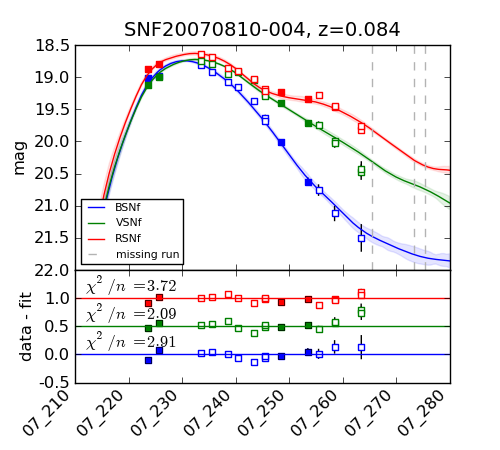 SNF20070810-004, z=0.084
18.5
19.0
19.5
20.0
20.5
21.0
21.5
22.0
mag
BSNf
VSNf
RSNf
missing run
χ² /n =3.72
χ² /n =2.09
χ² /n =2.91
1.0
0.5
0.0
-0.5
data - fit
07_210
07_220
07_230
07_240
07_250
07_260
07_270
07_280